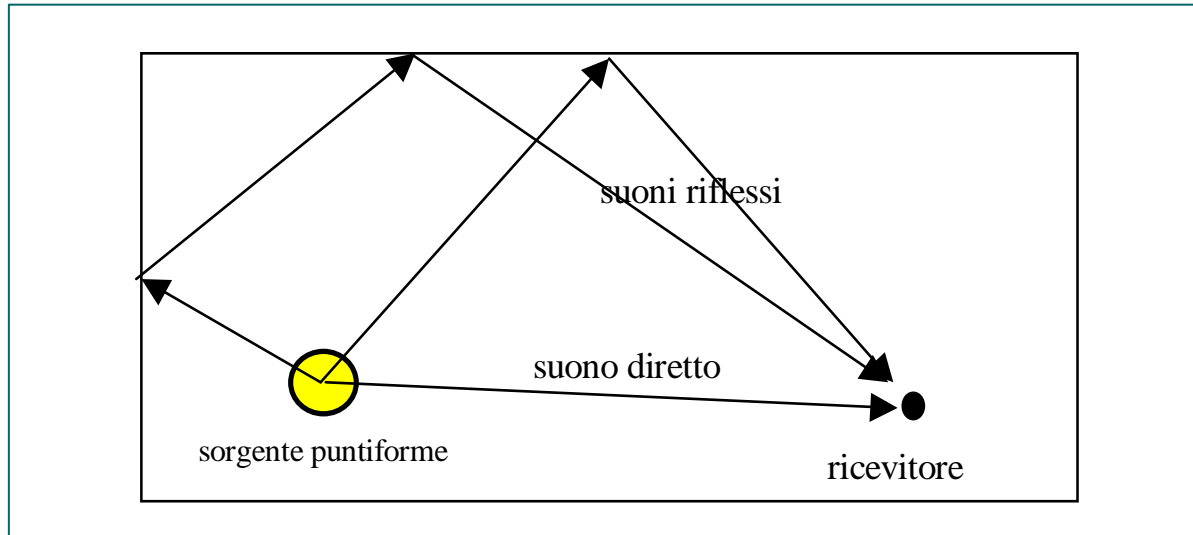 suoni riflessi
suono diretto
sorgente puntiforme
ricevitore